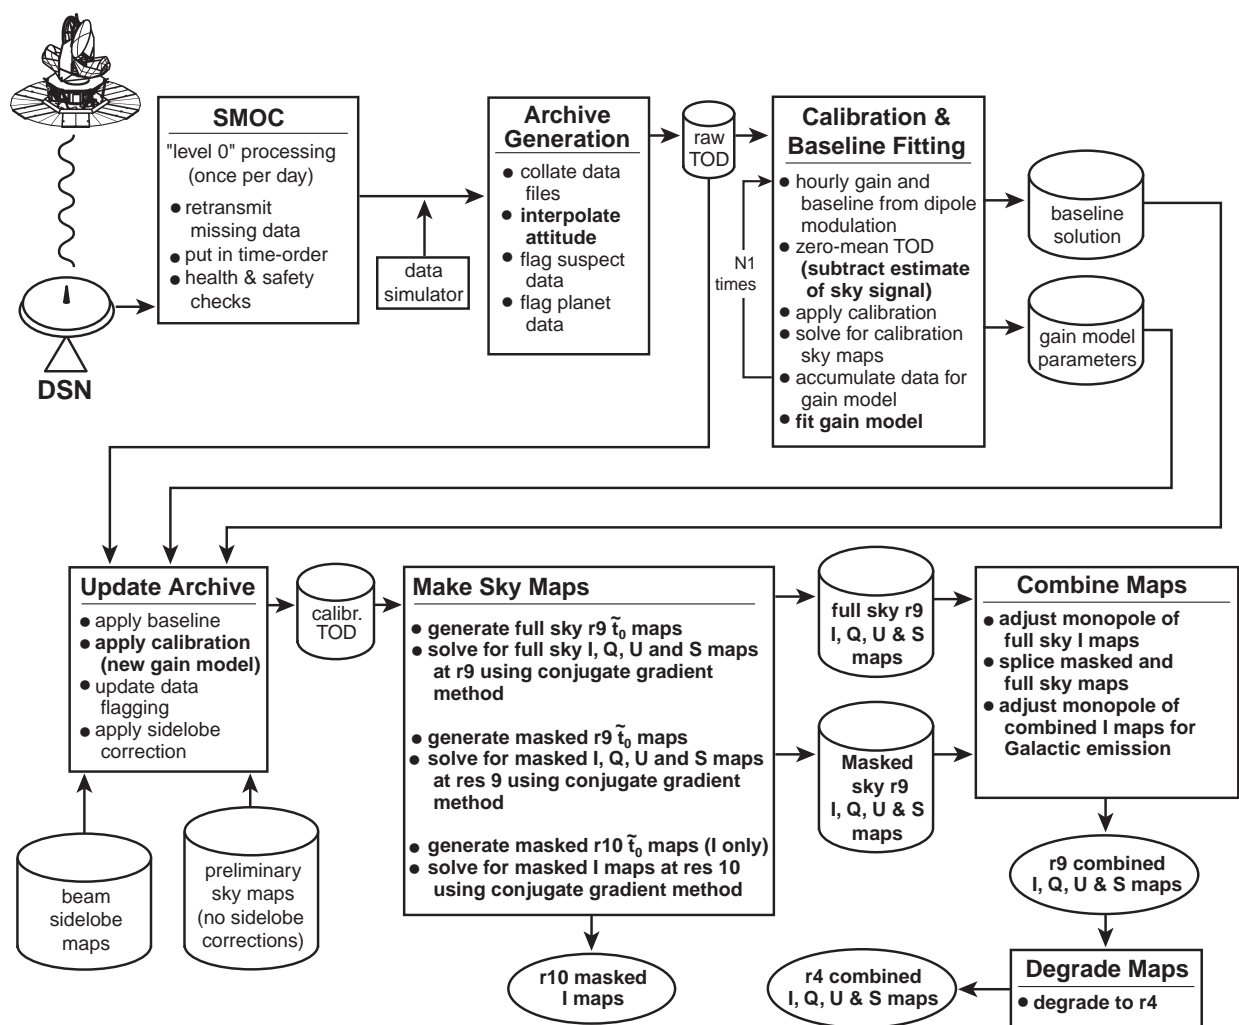 SMOC
"level 0" processing
(once per day)
● retransmit
missing data
● put in time-order
● health & safety
checks
DSN
data
simulator
Archive
Generation
● collate data
files
● interpolate
attitude
● flag suspect
data
● flag planet
data
raw
TOD
Calibration &
Baseline Fitting
● hourly gain and
baseline from dipole
modulation
● zero-mean TOD
(subtract estimate
of sky signal)
● apply calibration
● solve for calibration
sky maps
● accumulate data for
gain model
● fit gain model
N1
times
baseline
solution
gain model
parameters
Update Archive
● apply baseline
● apply calibration
(new gain model)
● update data
flagging
● apply sidelobe
correction
beam
sidelobe
maps
preliminary
sky maps
(no sidelobe
corrections)
calibr.
TOD
Make Sky Maps
● generate full sky r9 t̃₀ maps
● solve for full sky I, Q, U and S maps
at r9 using conjugate gradient
method
● generate masked r9 t̃₀ maps
● solve for masked I, Q, U and S maps
at res 9 using conjugate gradient
method
● generate masked r10 t̃₀ maps (I only)
● solve for masked I maps at res 10
using conjugate gradient method
r10 masked
I maps
full sky r9
I, Q, U & S
maps
Masked
sky r9
I, Q, U & S
maps
Combine Maps
● adjust monopole of
full sky I maps
● splice masked and
full sky maps
● adjust monopole of
combined I maps for
Galactic emission
r9 combined
I, Q, U & S maps
Degrade Maps
● degrade to r4
r4 combined
I, Q, U & S maps